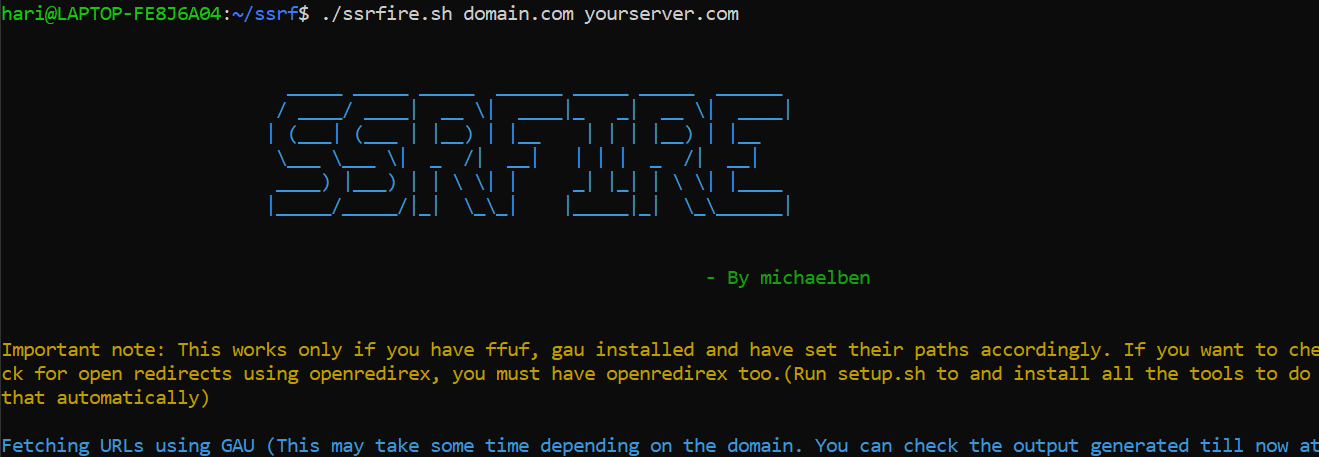 hari@LAPTOP-FE8J6A04:~/ssrf$ ./ssrfire.sh domain.com yourserver.com
SSRFIRE
- By michaelben
Important note: This works only if you have ffuf, gau installed and have set their paths accordingly. If you want to che
ck for open redirects using openredirex, you must have openredirex too.(Run setup.sh to and install all the tools to do
that automatically)
Fetching URLs using GAU (This may take some time depending on the domain. You can check the output generated till now at